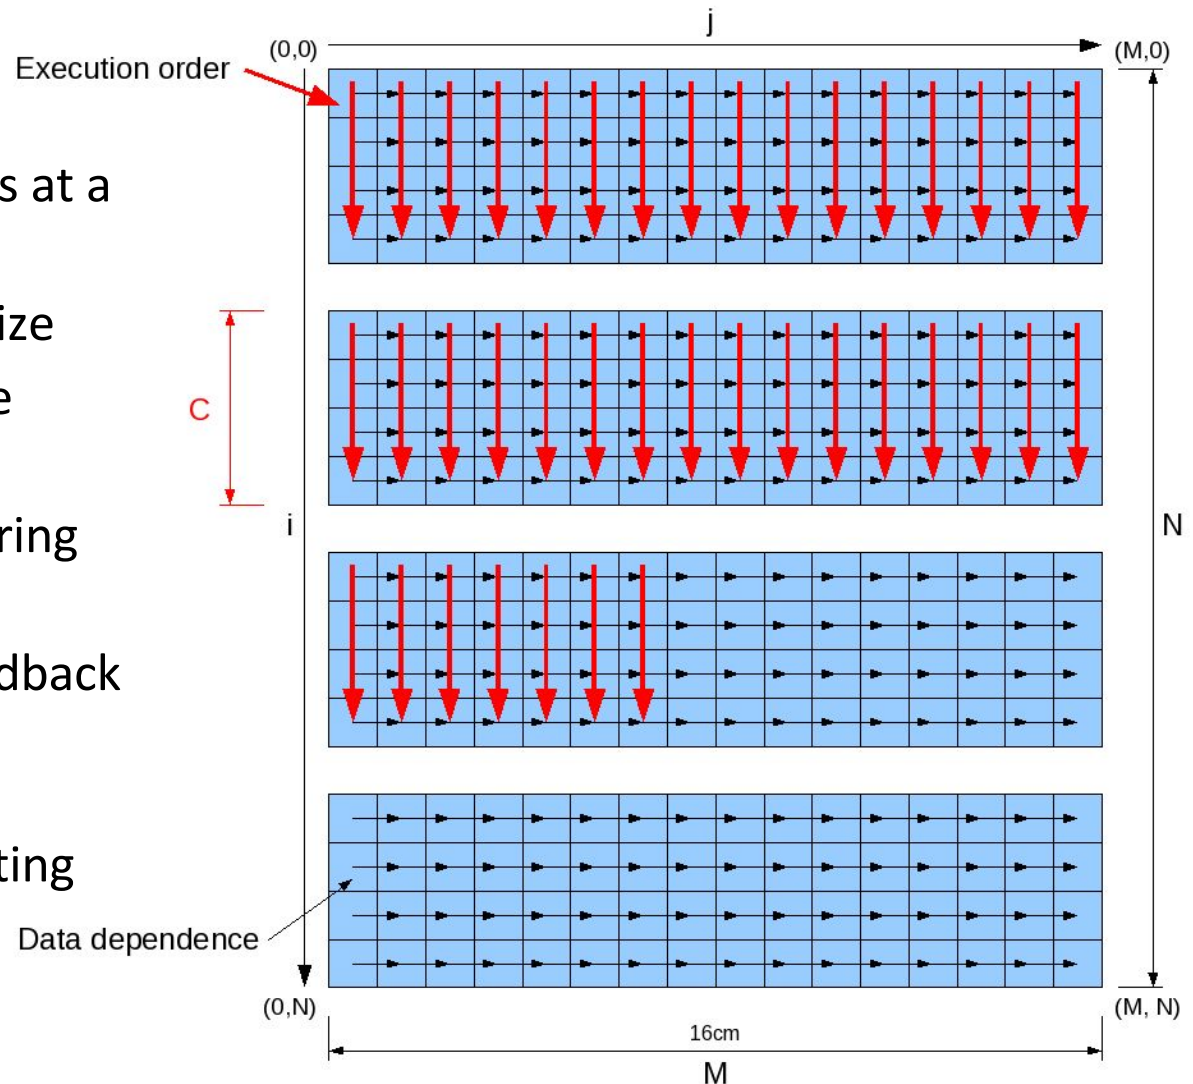 j
(0,0)
(M,0)
Execution order
s at a
ize
e
C
ring
i
N
dback
ting
Data dependence
(0,N)
(M, N)
16cm
M